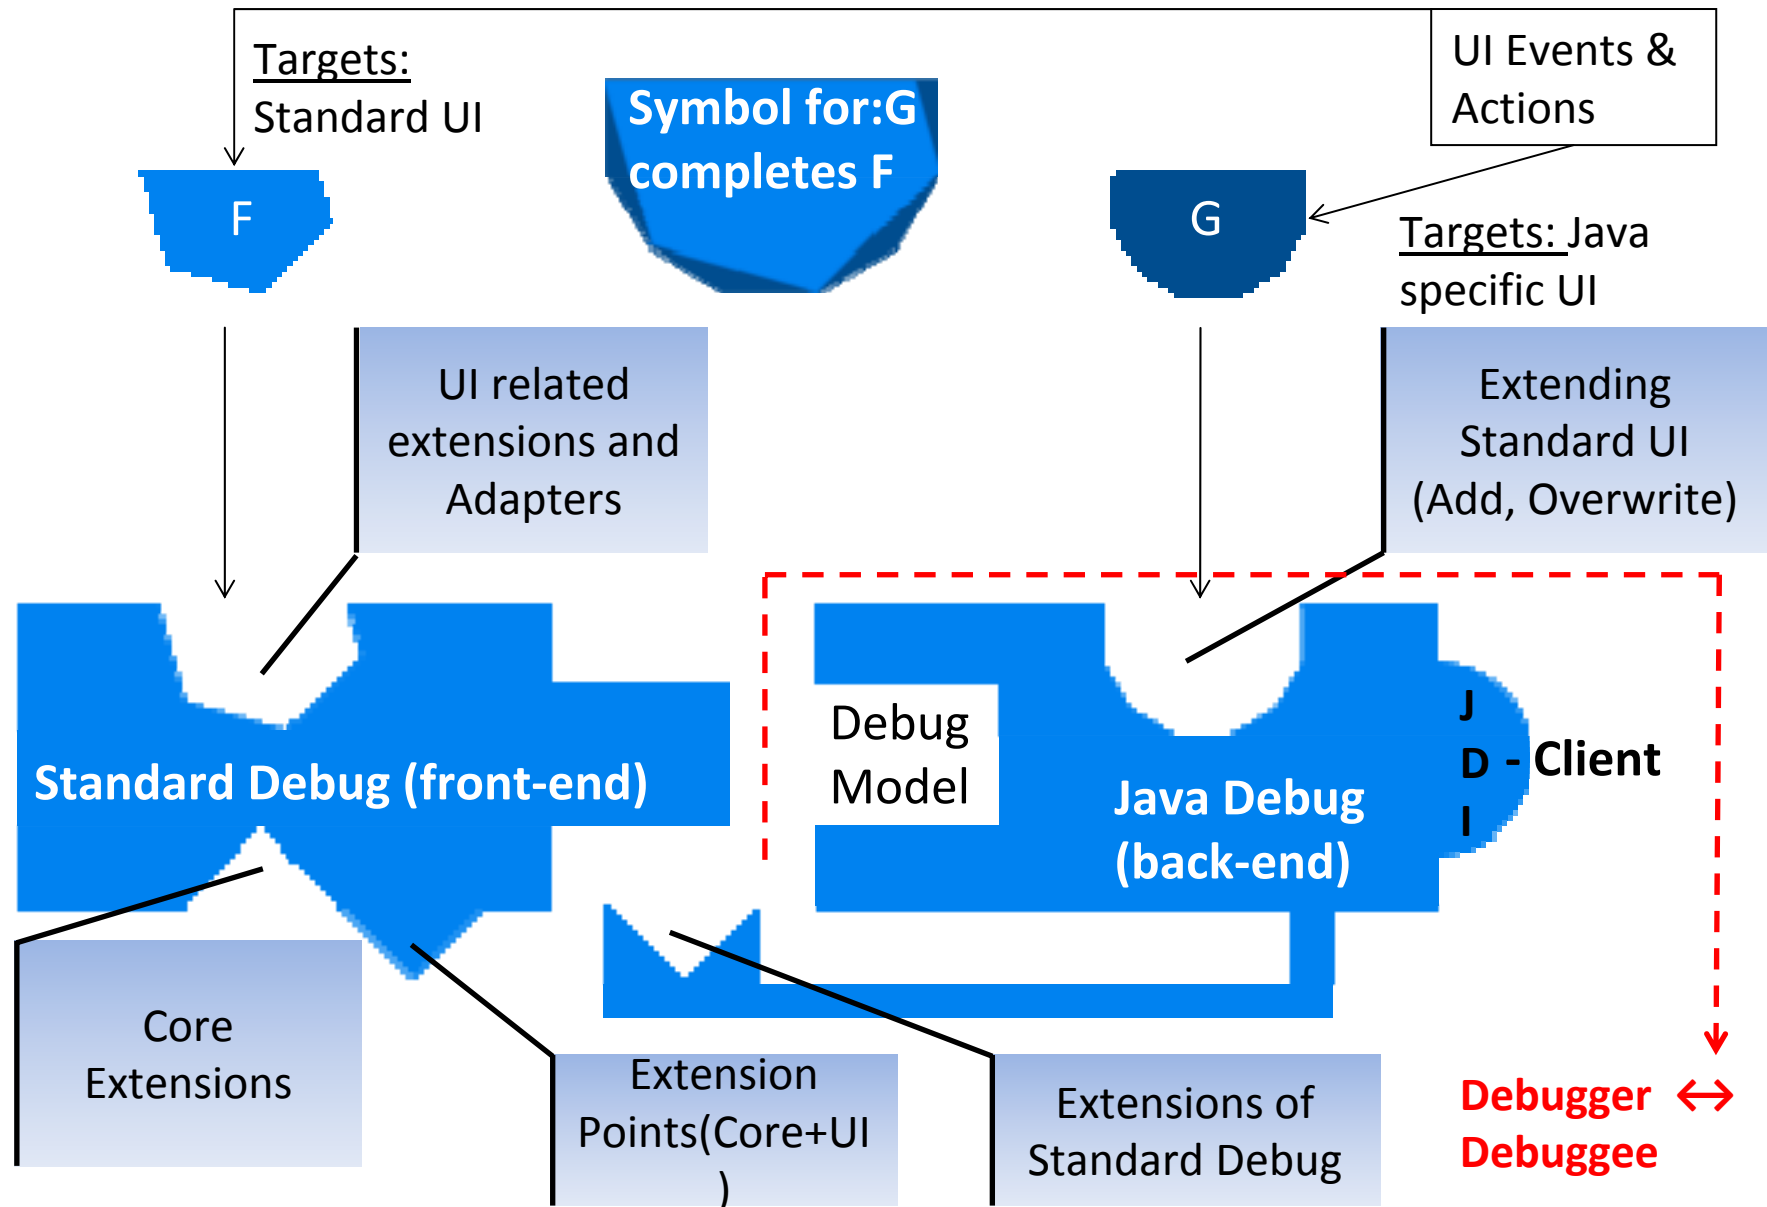 Targets:
Standard UI
Symbol for:G
completes F
UI Events &
Actions
F
G
Targets: Java
specific UI
UI related
extensions and
Adapters
Extending
Standard UI
(Add, Overwrite)
Debug
Model
J
D
I
- Client
Standard Debug (front-end)
Java Debug
(back-end)
Core
Extensions
Extension
Points(Core+UI
)
Extensions of
Standard Debug
Debugger ↔
Debuggee